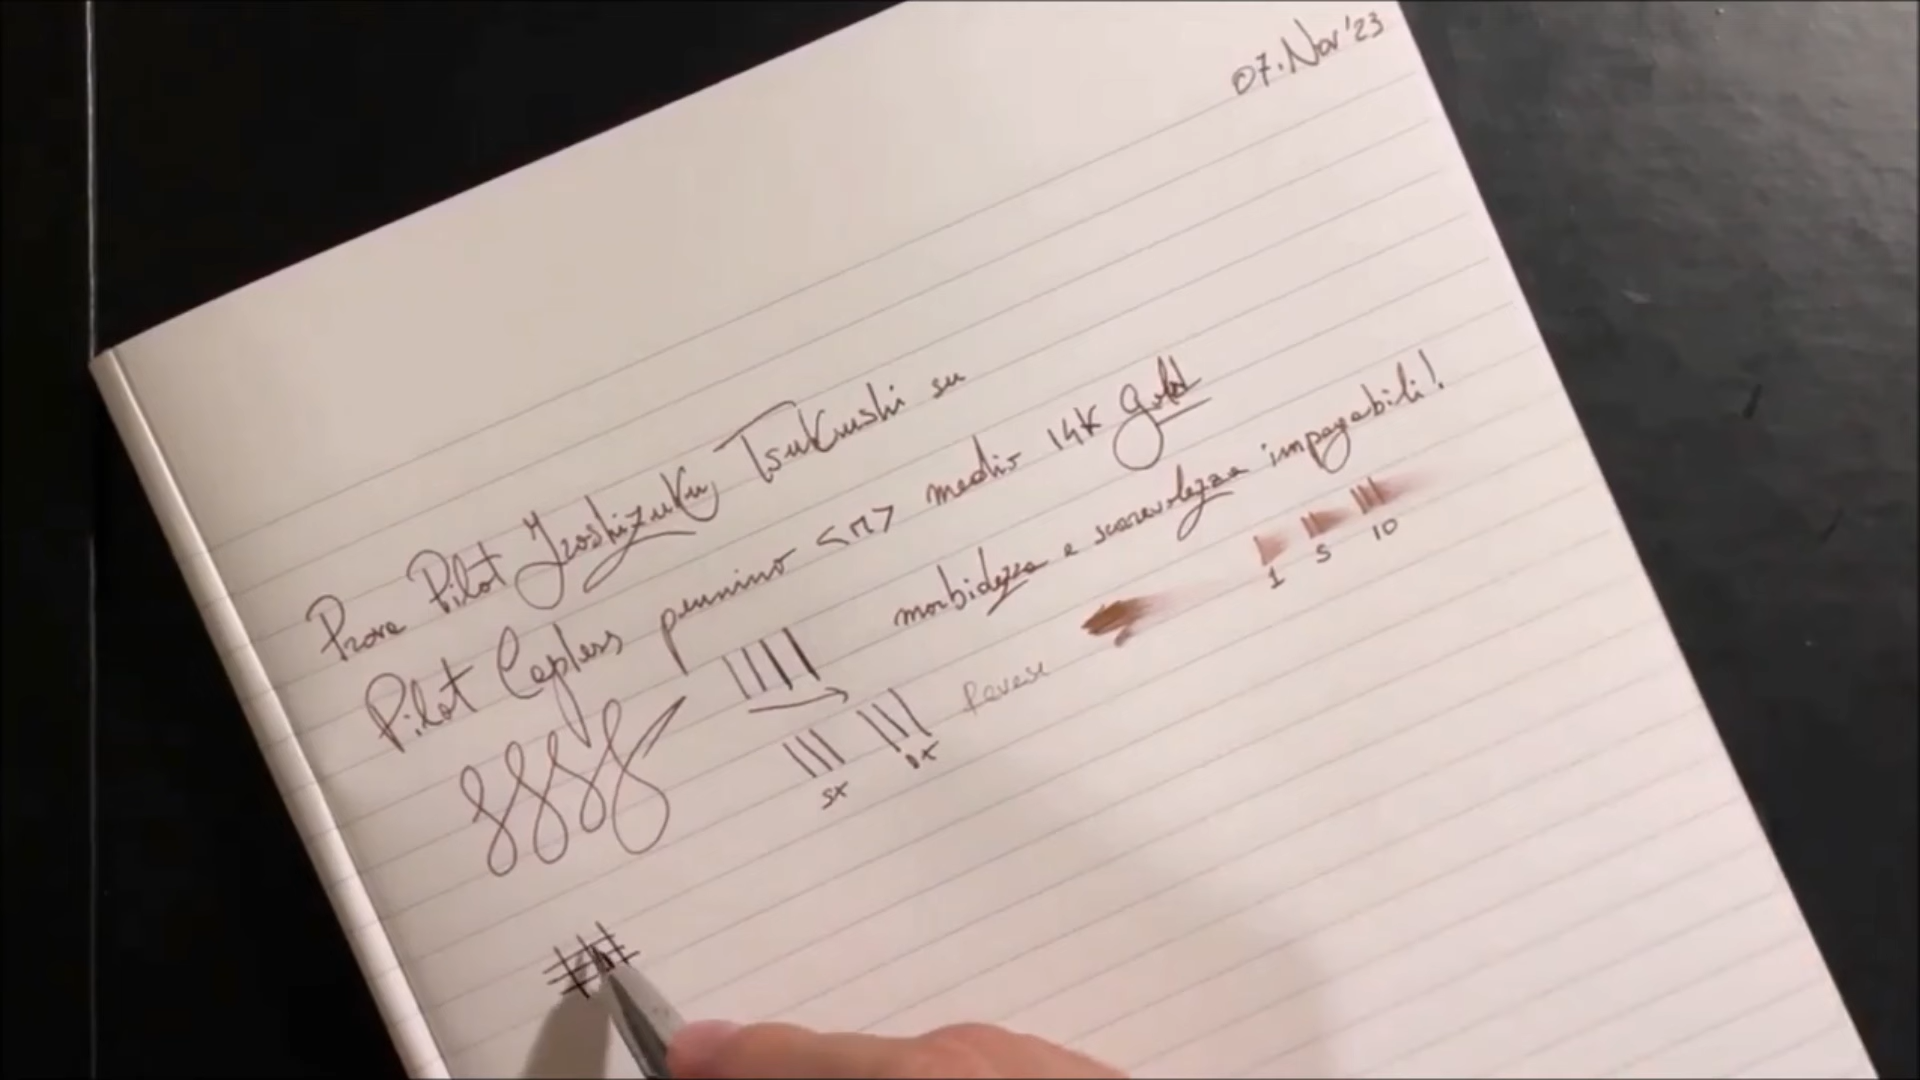 07.Nov'23
Prova Pilot Iroshizuku, Tsukushi su
Pilot Capless pennino <M> medio 14K Gold
morbidezza e scorrevolezza impagabili!
1 5 10
Reverse
sx dx